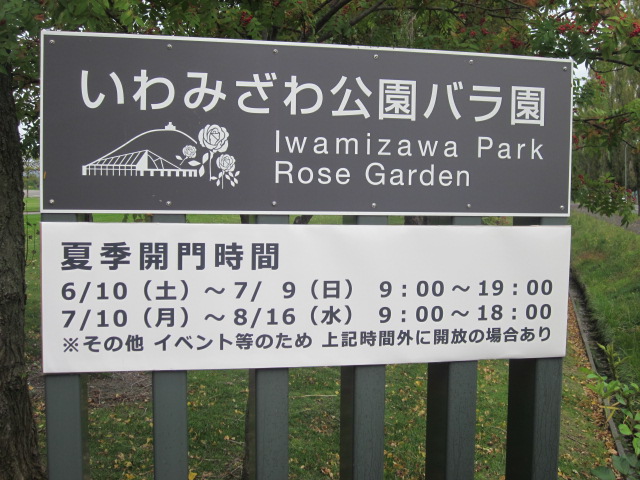 いわみざわ公園バラ園
Iwamizawa Park
Rose Garden
夏季開門時間
6/10（土）～7/ 9（日） 9：00～19：00
7/10（月）～8/16（水） 9：00～18：00
※その他 イベント等のため 上記時間外に開放の場合あり